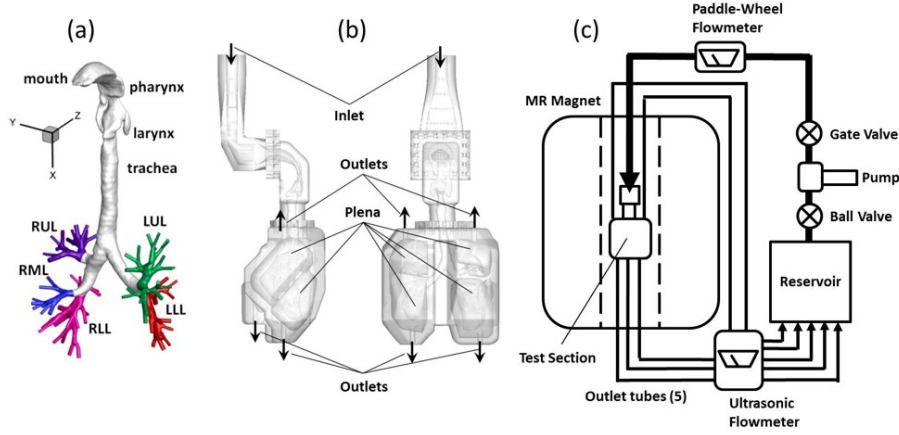 (a)
mouth
pharynx
larynx
trachea
Y
Z
X
RUL
LUL
RML
LLL
RLL
(b)
Inlet
Outlets
Plena
Outlets
(c)
Paddle-Wheel
Flowmeter
MR Magnet
Gate Valve
Pump
Ball Valve
Reservoir
Test Section
Outlet tubes (5)
Ultrasonic
Flowmeter